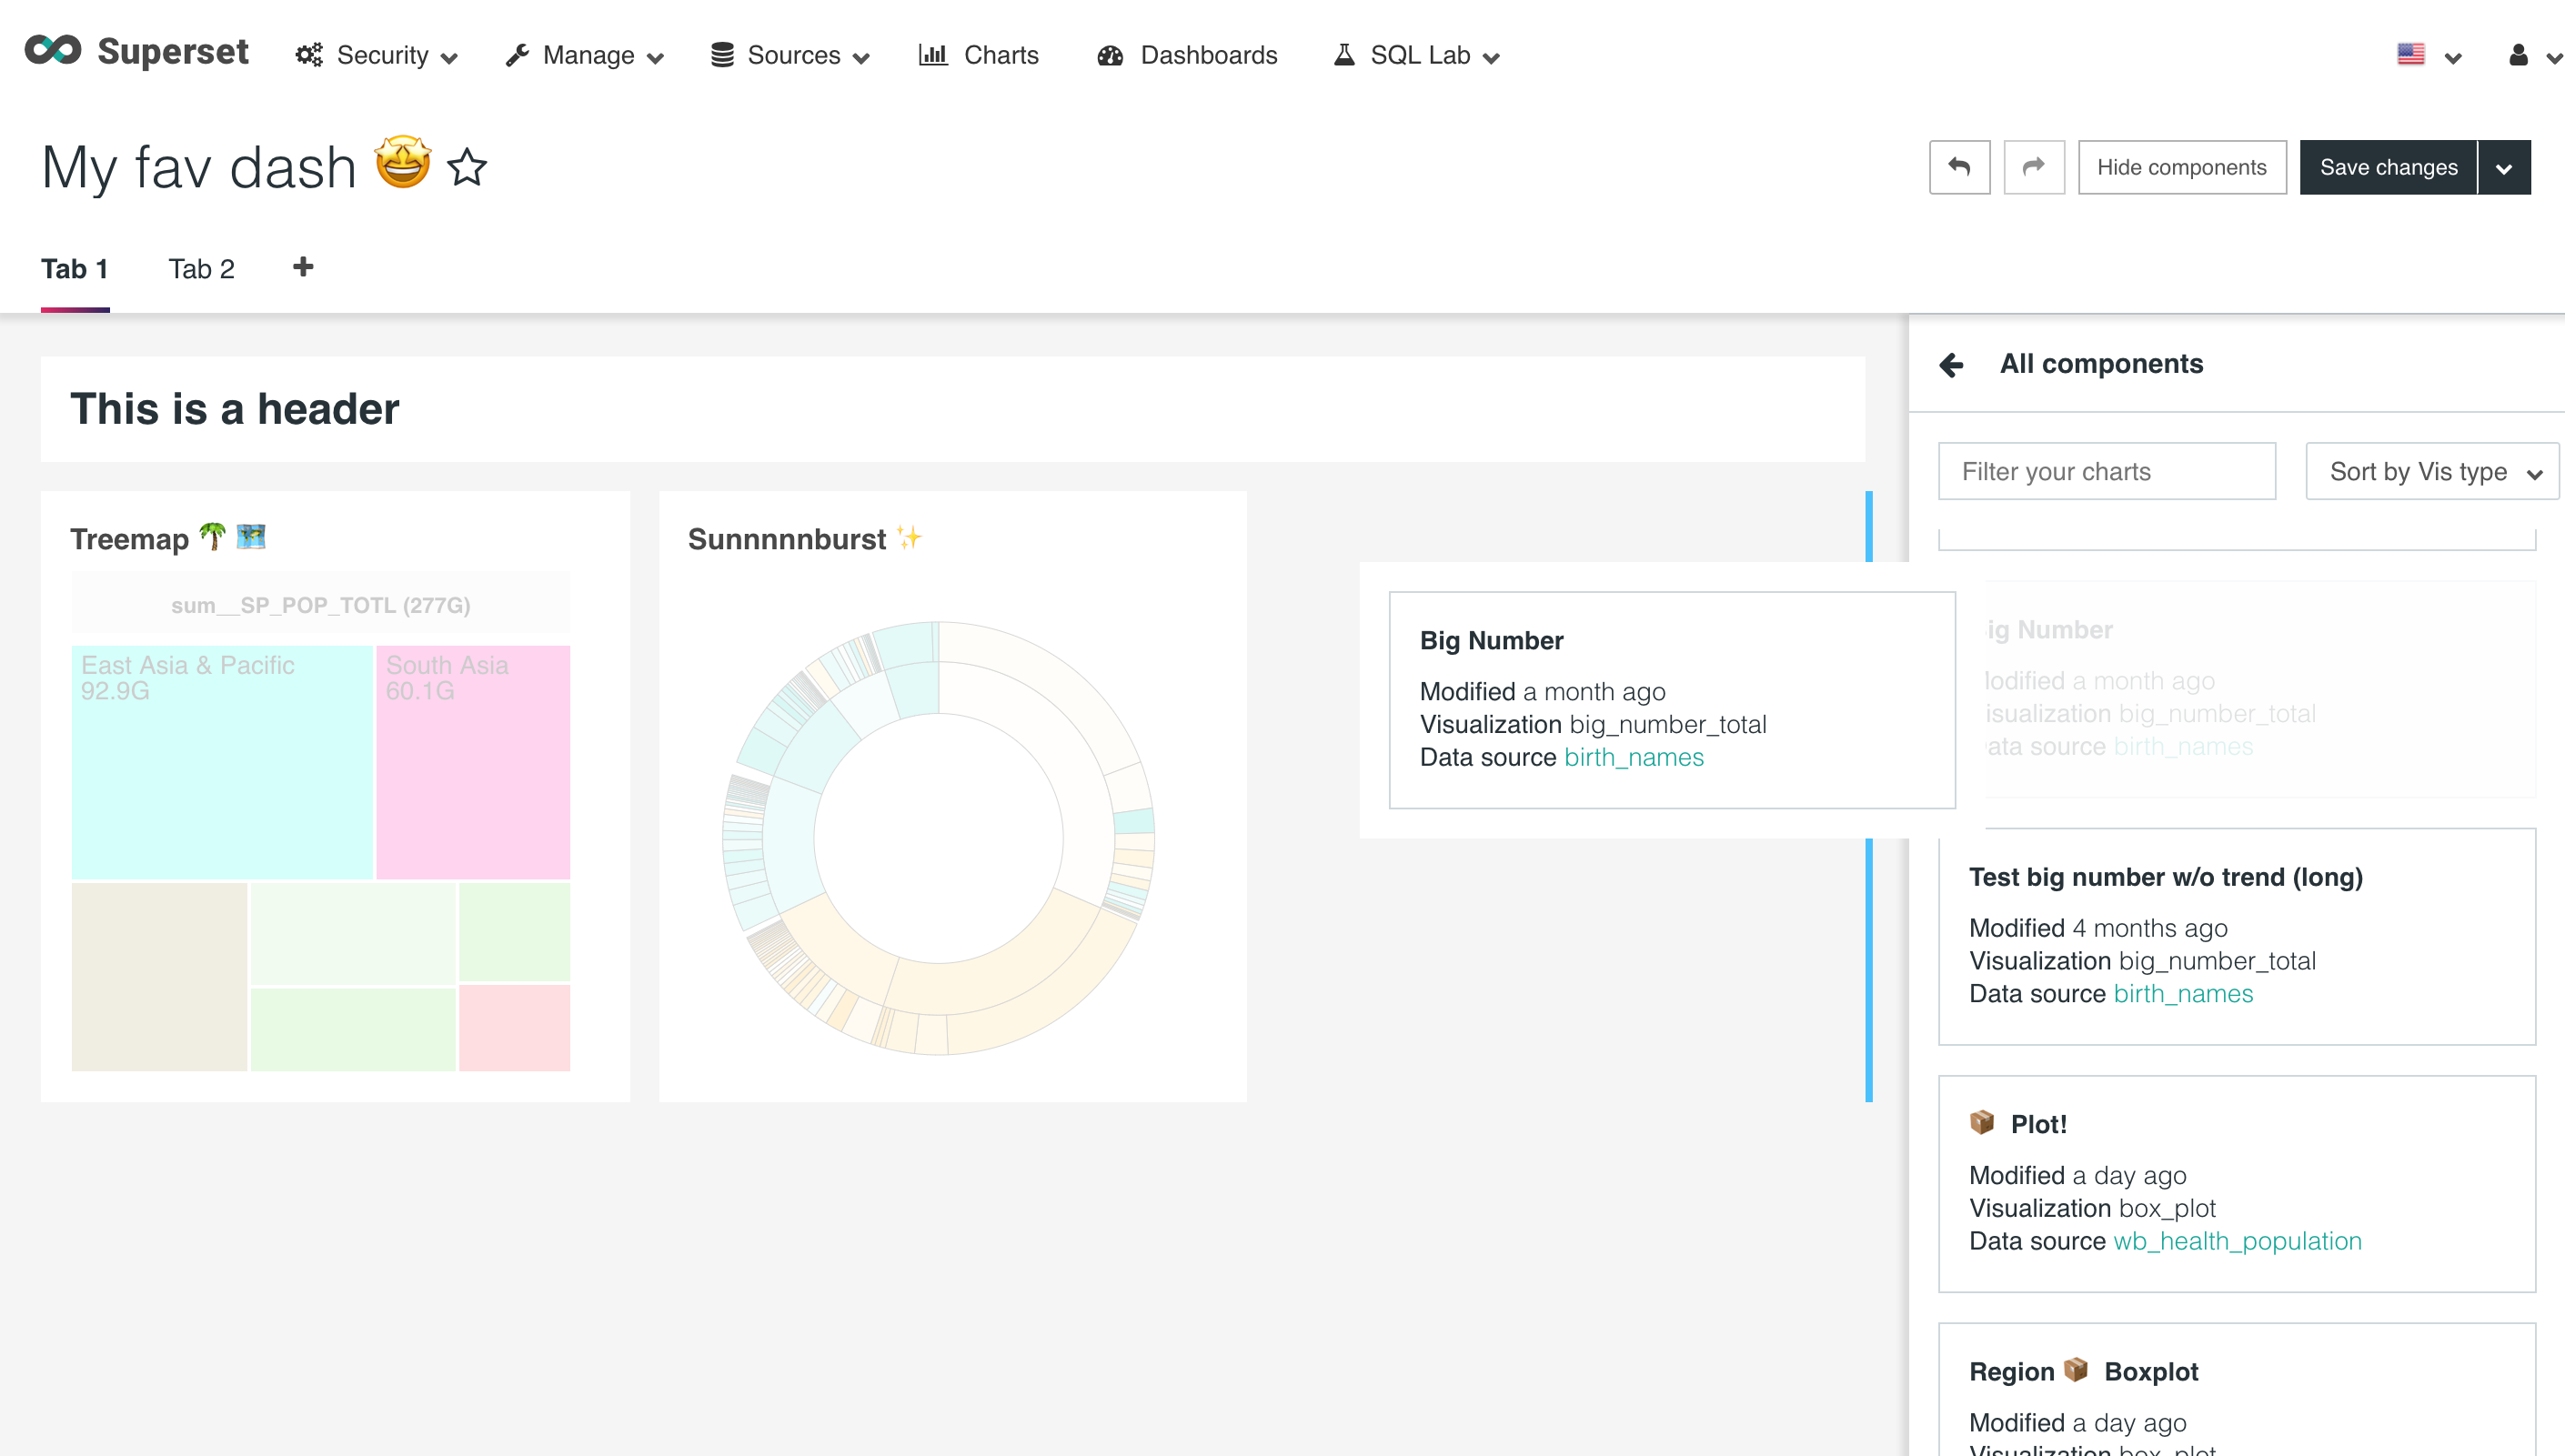 Superset Security Manage Sources Charts Dashboards SQL Lab
My fav dash 🤩
Hide components
Save changes
Tab 1 Tab 2 +
This is a header
Treemap 🌴 🗺️
sum__SP_POP_TOTL (277G)
East Asia & Pacific
92.9G
South Asia
60.1G
Sunnnnnburst ✨
Big Number
Modified a month ago
Visualization big_number_total
Data source birth_names
All components
Filter your charts
Sort by Vis type
ig Number
odified a month ago
isualization big_number_total
ata source birth_names
Test big number w/o trend (long)
Modified 4 months ago
Visualization big_number_total
Data source birth_names
📦 Plot!
Modified a day ago
Visualization box_plot
Data source wb_health_population
Region 📦 Boxplot
Modified a day ago
Visualization box_plot